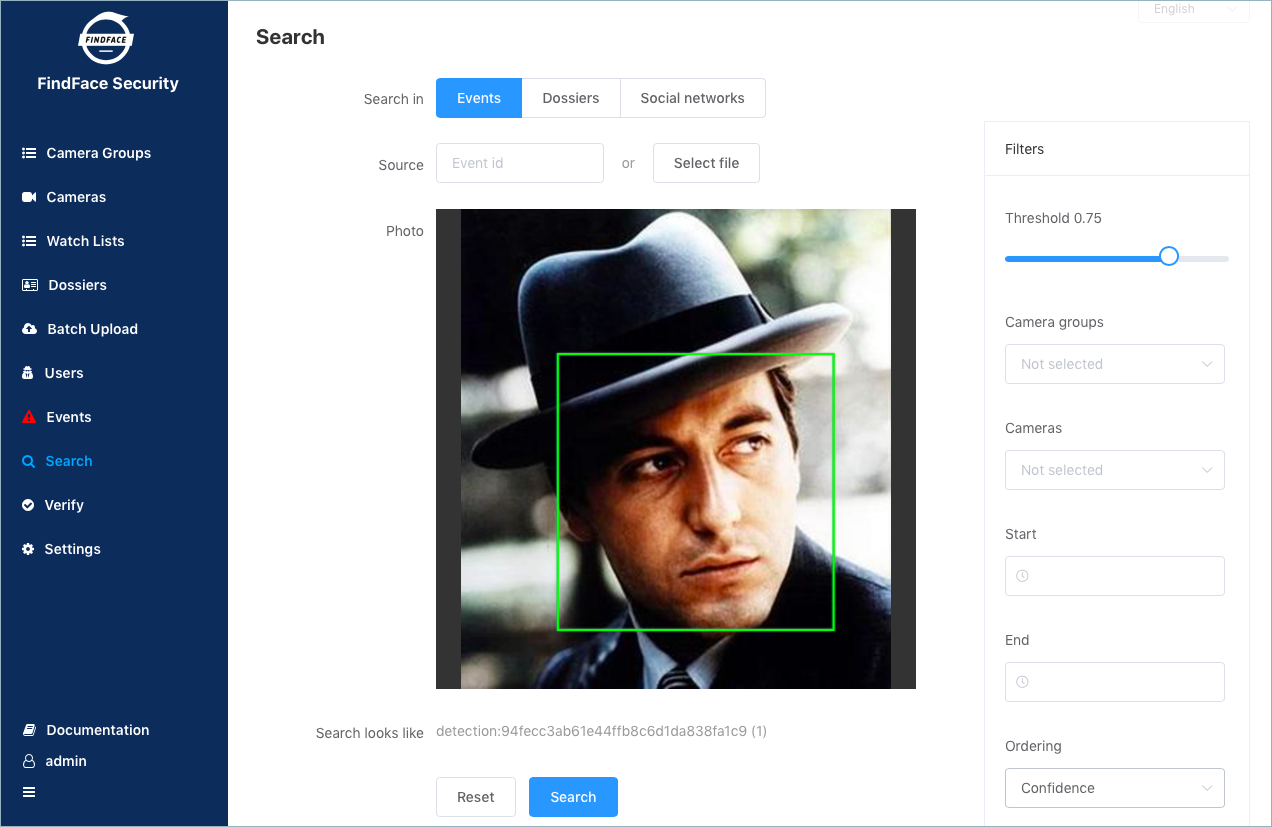 FINDFACE
FindFace Security
Camera Groups
Cameras
Watch Lists
Dossiers
Batch Upload
Users
Events
Search
Verify
Settings
Documentation
admin
English
Search
Search in
Events
Dossiers
Social networks
Source
Event id
or
Select file
Photo
Search looks like
detection:94fecc3ab61e44ffb8c6d1da838fa1c9 (1)
Reset
Search
Filters
Threshold 0.75
Camera groups
Not selected
Cameras
Not selected
Start
End
Ordering
Confidence